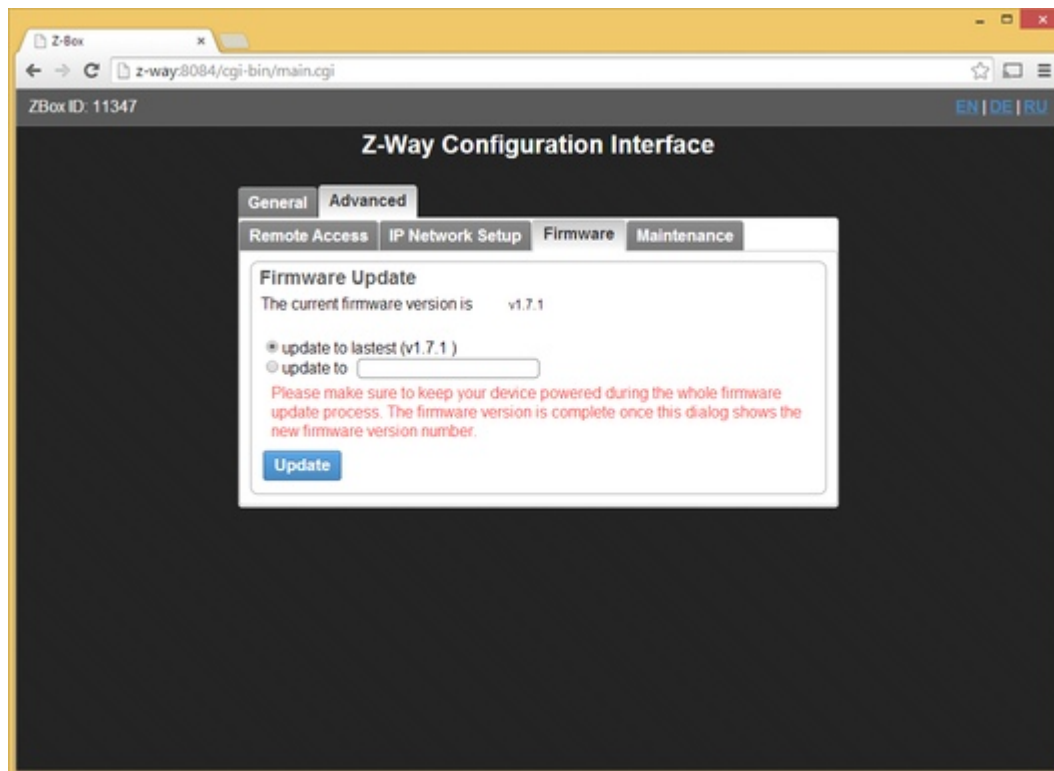 Z-Box
z-way:8084/cgi-bin/main.cgi
ZBox ID: 11347
EN | DE | RU
Z-Way Configuration Interface
General Advanced
Remote Access IP Network Setup Firmware Maintenance
Firmware Update
The current firmware version is v1.7.1
update to lastest (v1.7.1 )
update to
Please make sure to keep your device powered during the whole firmware
update process. The firmware version is complete once this dialog shows the
new firmware version number.
Update